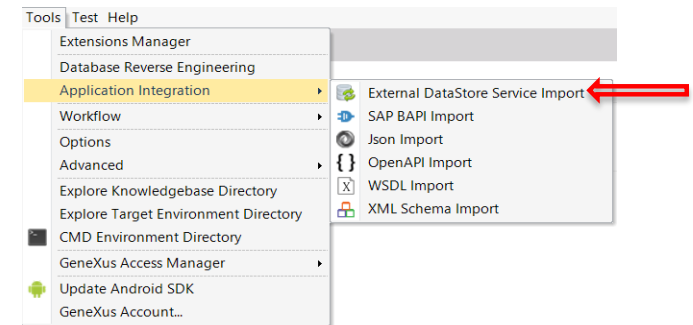 Tools Test Help
Extensions Manager
Database Reverse Engineering
Application Integration
Workflow
Options
Advanced
Explore Knowledgebase Directory
Explore Target Environment Directory
CMD Environment Directory
GeneXus Access Manager
Update Android SDK
GeneXus Account...
External DataStore Service Import
SAP BAPI Import
Json Import
{ } OpenAPI Import
X WSDL Import
XML Schema Import